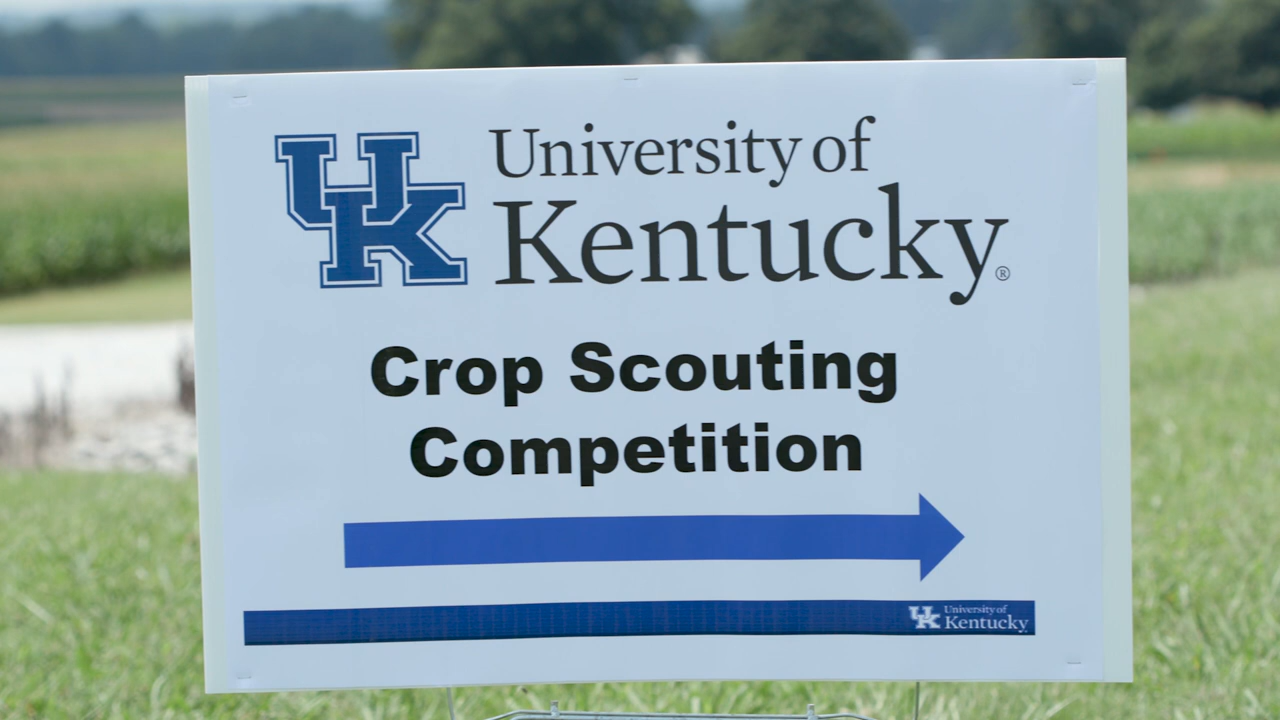 UK
University of
Kentucky®
Crop Scouting
Competition
UK University of
Kentucky